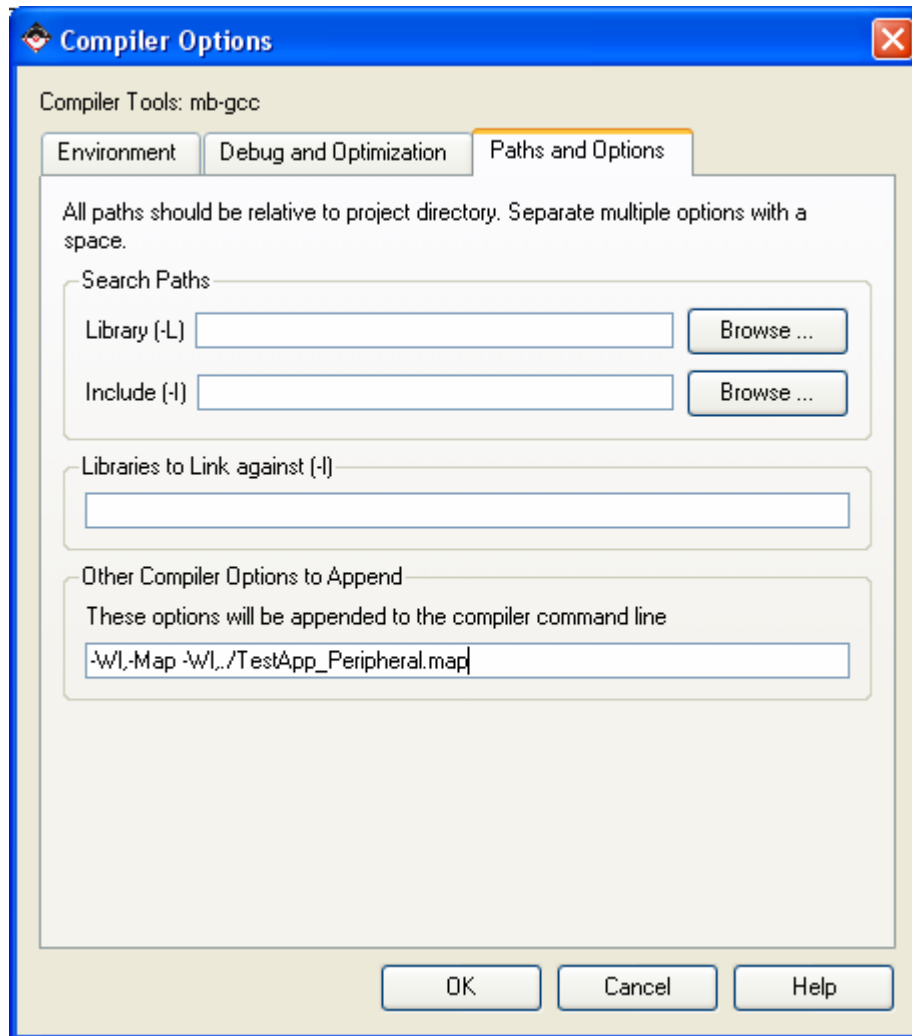 Compiler Options
Compiler Tools: mb-gcc
Environment
Debug and Optimization
Paths and Options
All paths should be relative to project directory. Separate multiple options with a
space.
Search Paths
Library (-L)
Browse ...
Include (-I)
Browse ...
Libraries to Link against (-l)
Other Compiler Options to Append
These options will be appended to the compiler command line
-Wl,-Map -Wl,./TestApp_Peripheral.map
OK
Cancel
Help